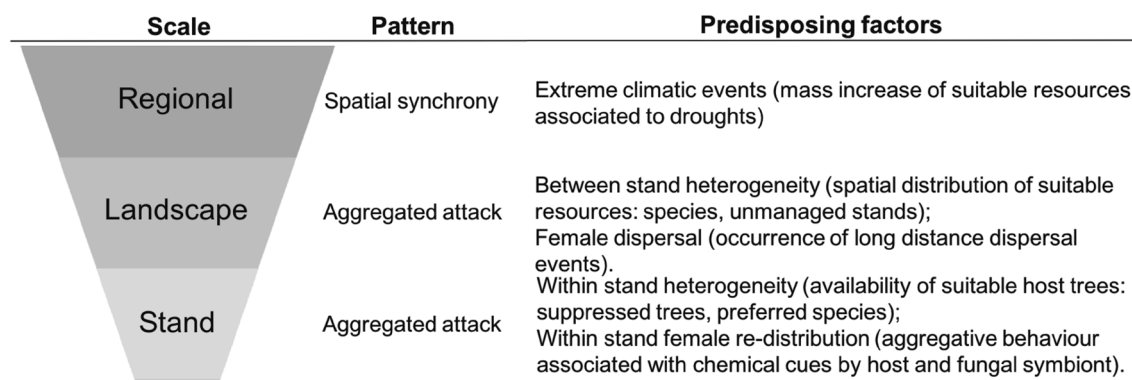 Scale Pattern Predisposing factors
Regional
Spatial synchrony
Extreme climatic events (mass increase of suitable resources
associated to droughts)
Landscape
Aggregated attack
Between stand heterogeneity (spatial distribution of suitable
resources: species, unmanaged stands);
Female dispersal (occurrence of long distance dispersal
events).
Stand
Aggregated attack
Within stand heterogeneity (availability of suitable host trees:
suppressed trees, preferred species);
Within stand female re-distribution (aggregative behaviour
associated with chemical cues by host and fungal symbiont).